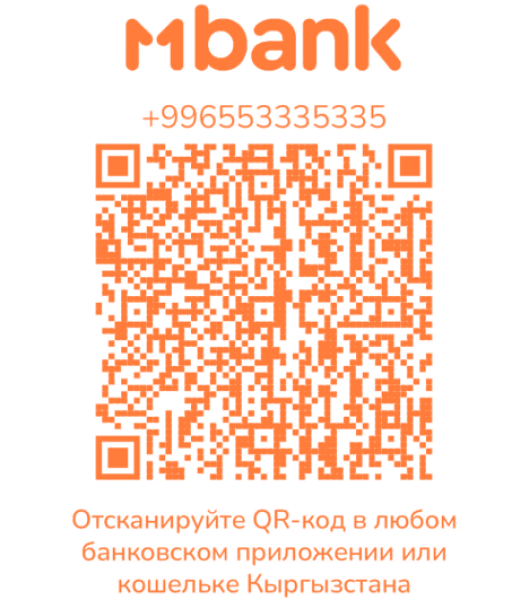 mbank
+996553335335
Отсканируйте QR-код в любом
банковском приложении или
кошельке Кыргызстана